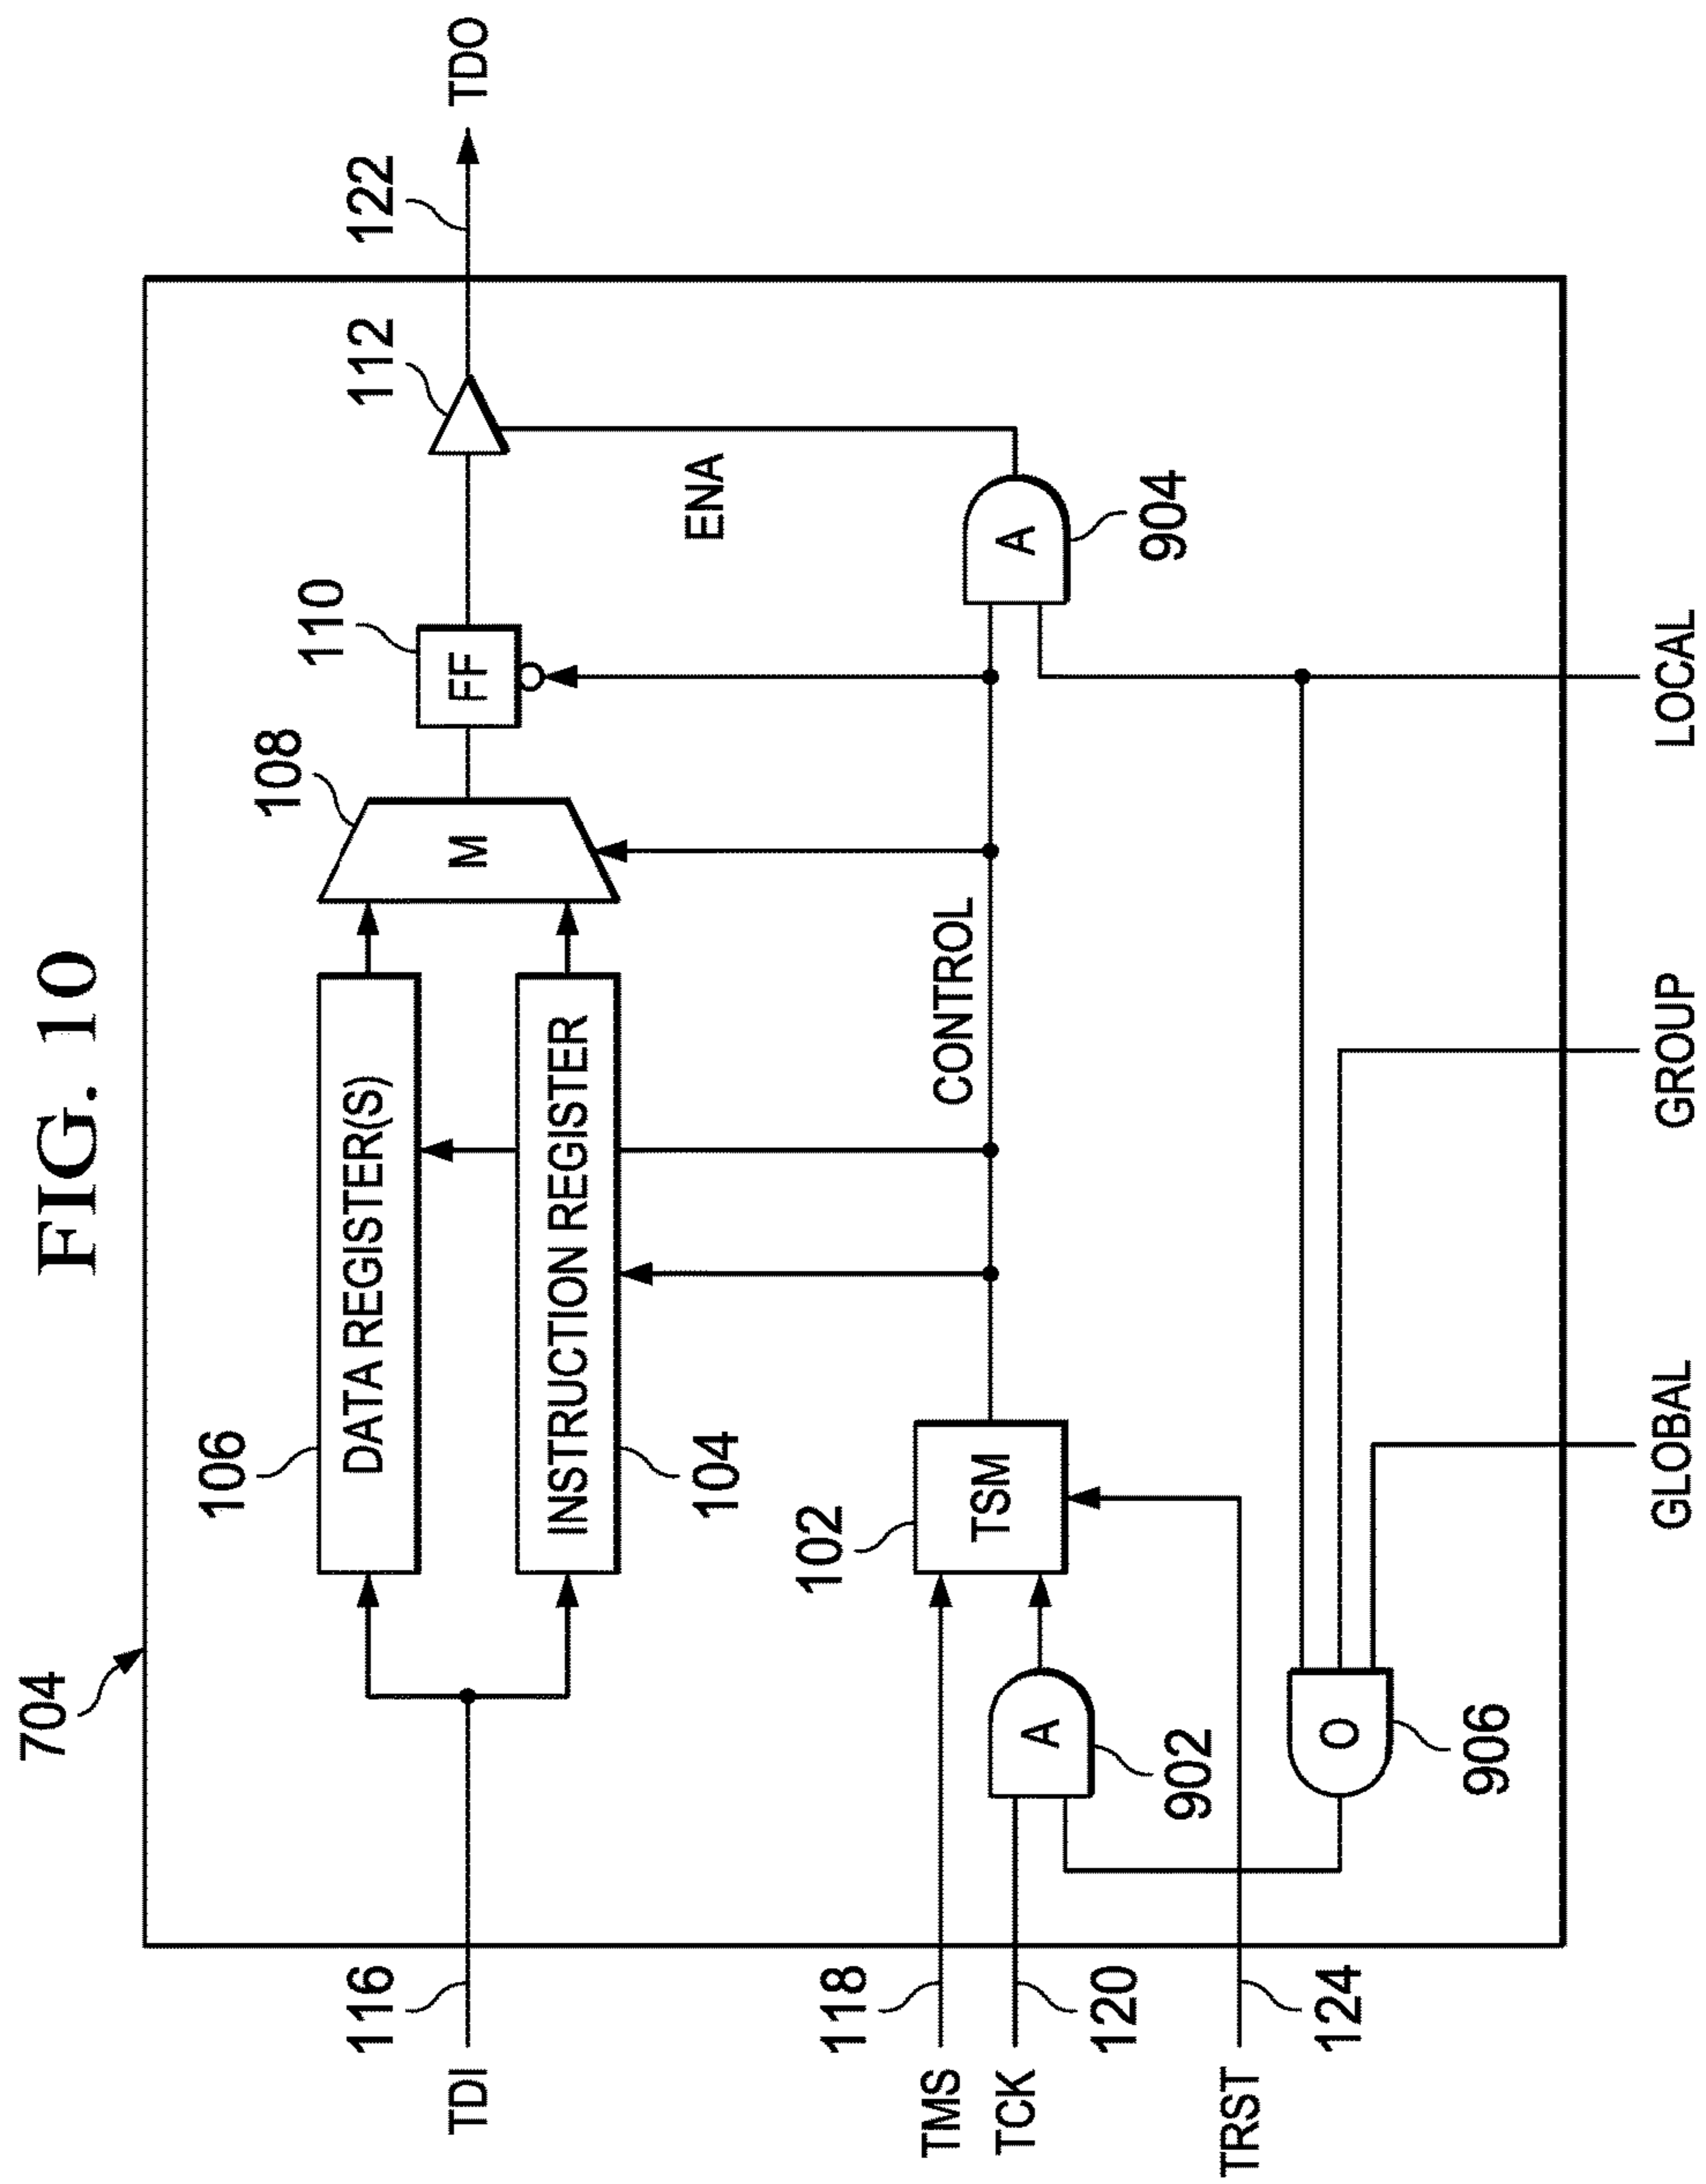 FIG. 10
704
106
DATA REGISTER(S)
108
M
110
FF
112
122
TDO
116
TDI
INSTRUCTION REGISTER
104
ENA
CONTROL
118
TMS
102
TSM
A
904
TCK
120
A
902
TRST
124
O
906
GLOBAL
GROUP
LOCAL